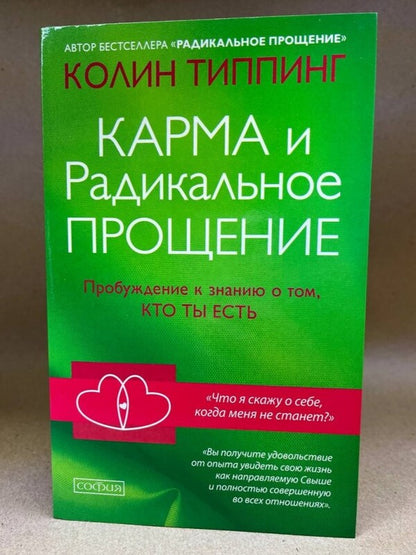 АВТОР БЕСТСЕЛЛЕРА «РАДИКАЛЬНОЕ ПРОЩЕНИЕ»
КОЛИН ТИППИНГ
КАРМА и
Радикальное
ПРОЩЕНИЕ
Пробуждение к знанию о том,
КТО ТЫ ЕСТЬ
«Что я скажу о себе,
когда меня не станет?»
«Вы получите удовольствие
от опыта увидеть свою жизнь
как направляемую Свыше
и полностью совершенную
во всех отношениях».
СОФИЯ